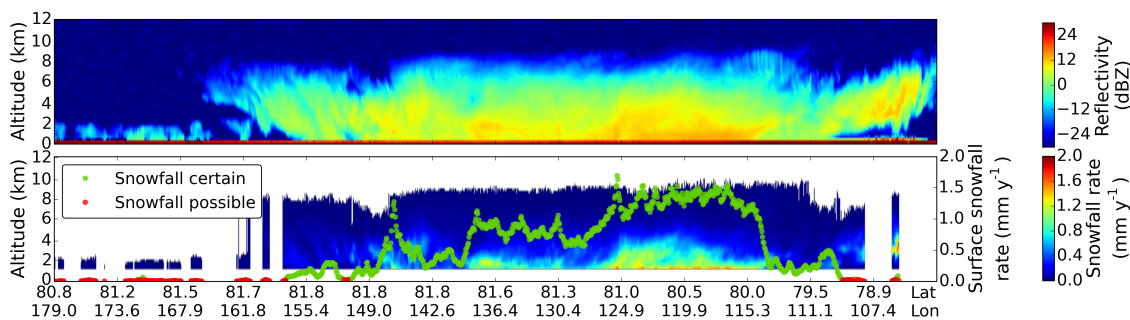 12
10
8
6
4
2
0
Altitude (km)
24
12
0
−12
−24
Reflectivity
(dBZ)
12
10
8
6
4
2
0
Altitude (km)
Snowfall certain
Snowfall possible
2.0
1.5
1.0
0.5
0.0
Surface snowfall
rate (mm y⁻¹)
2.0
1.6
1.2
0.8
0.4
0.0
Snowfall rate
(mm y⁻¹)
80.8 81.2 81.5 81.7 81.8 81.8 81.8 81.6 81.3 81.0 80.5 80.0 79.5 78.9 Lat
179.0 173.6 167.9 161.8 155.4 149.0 142.6 136.4 130.4 124.9 119.9 115.3 111.1 107.4 Lon